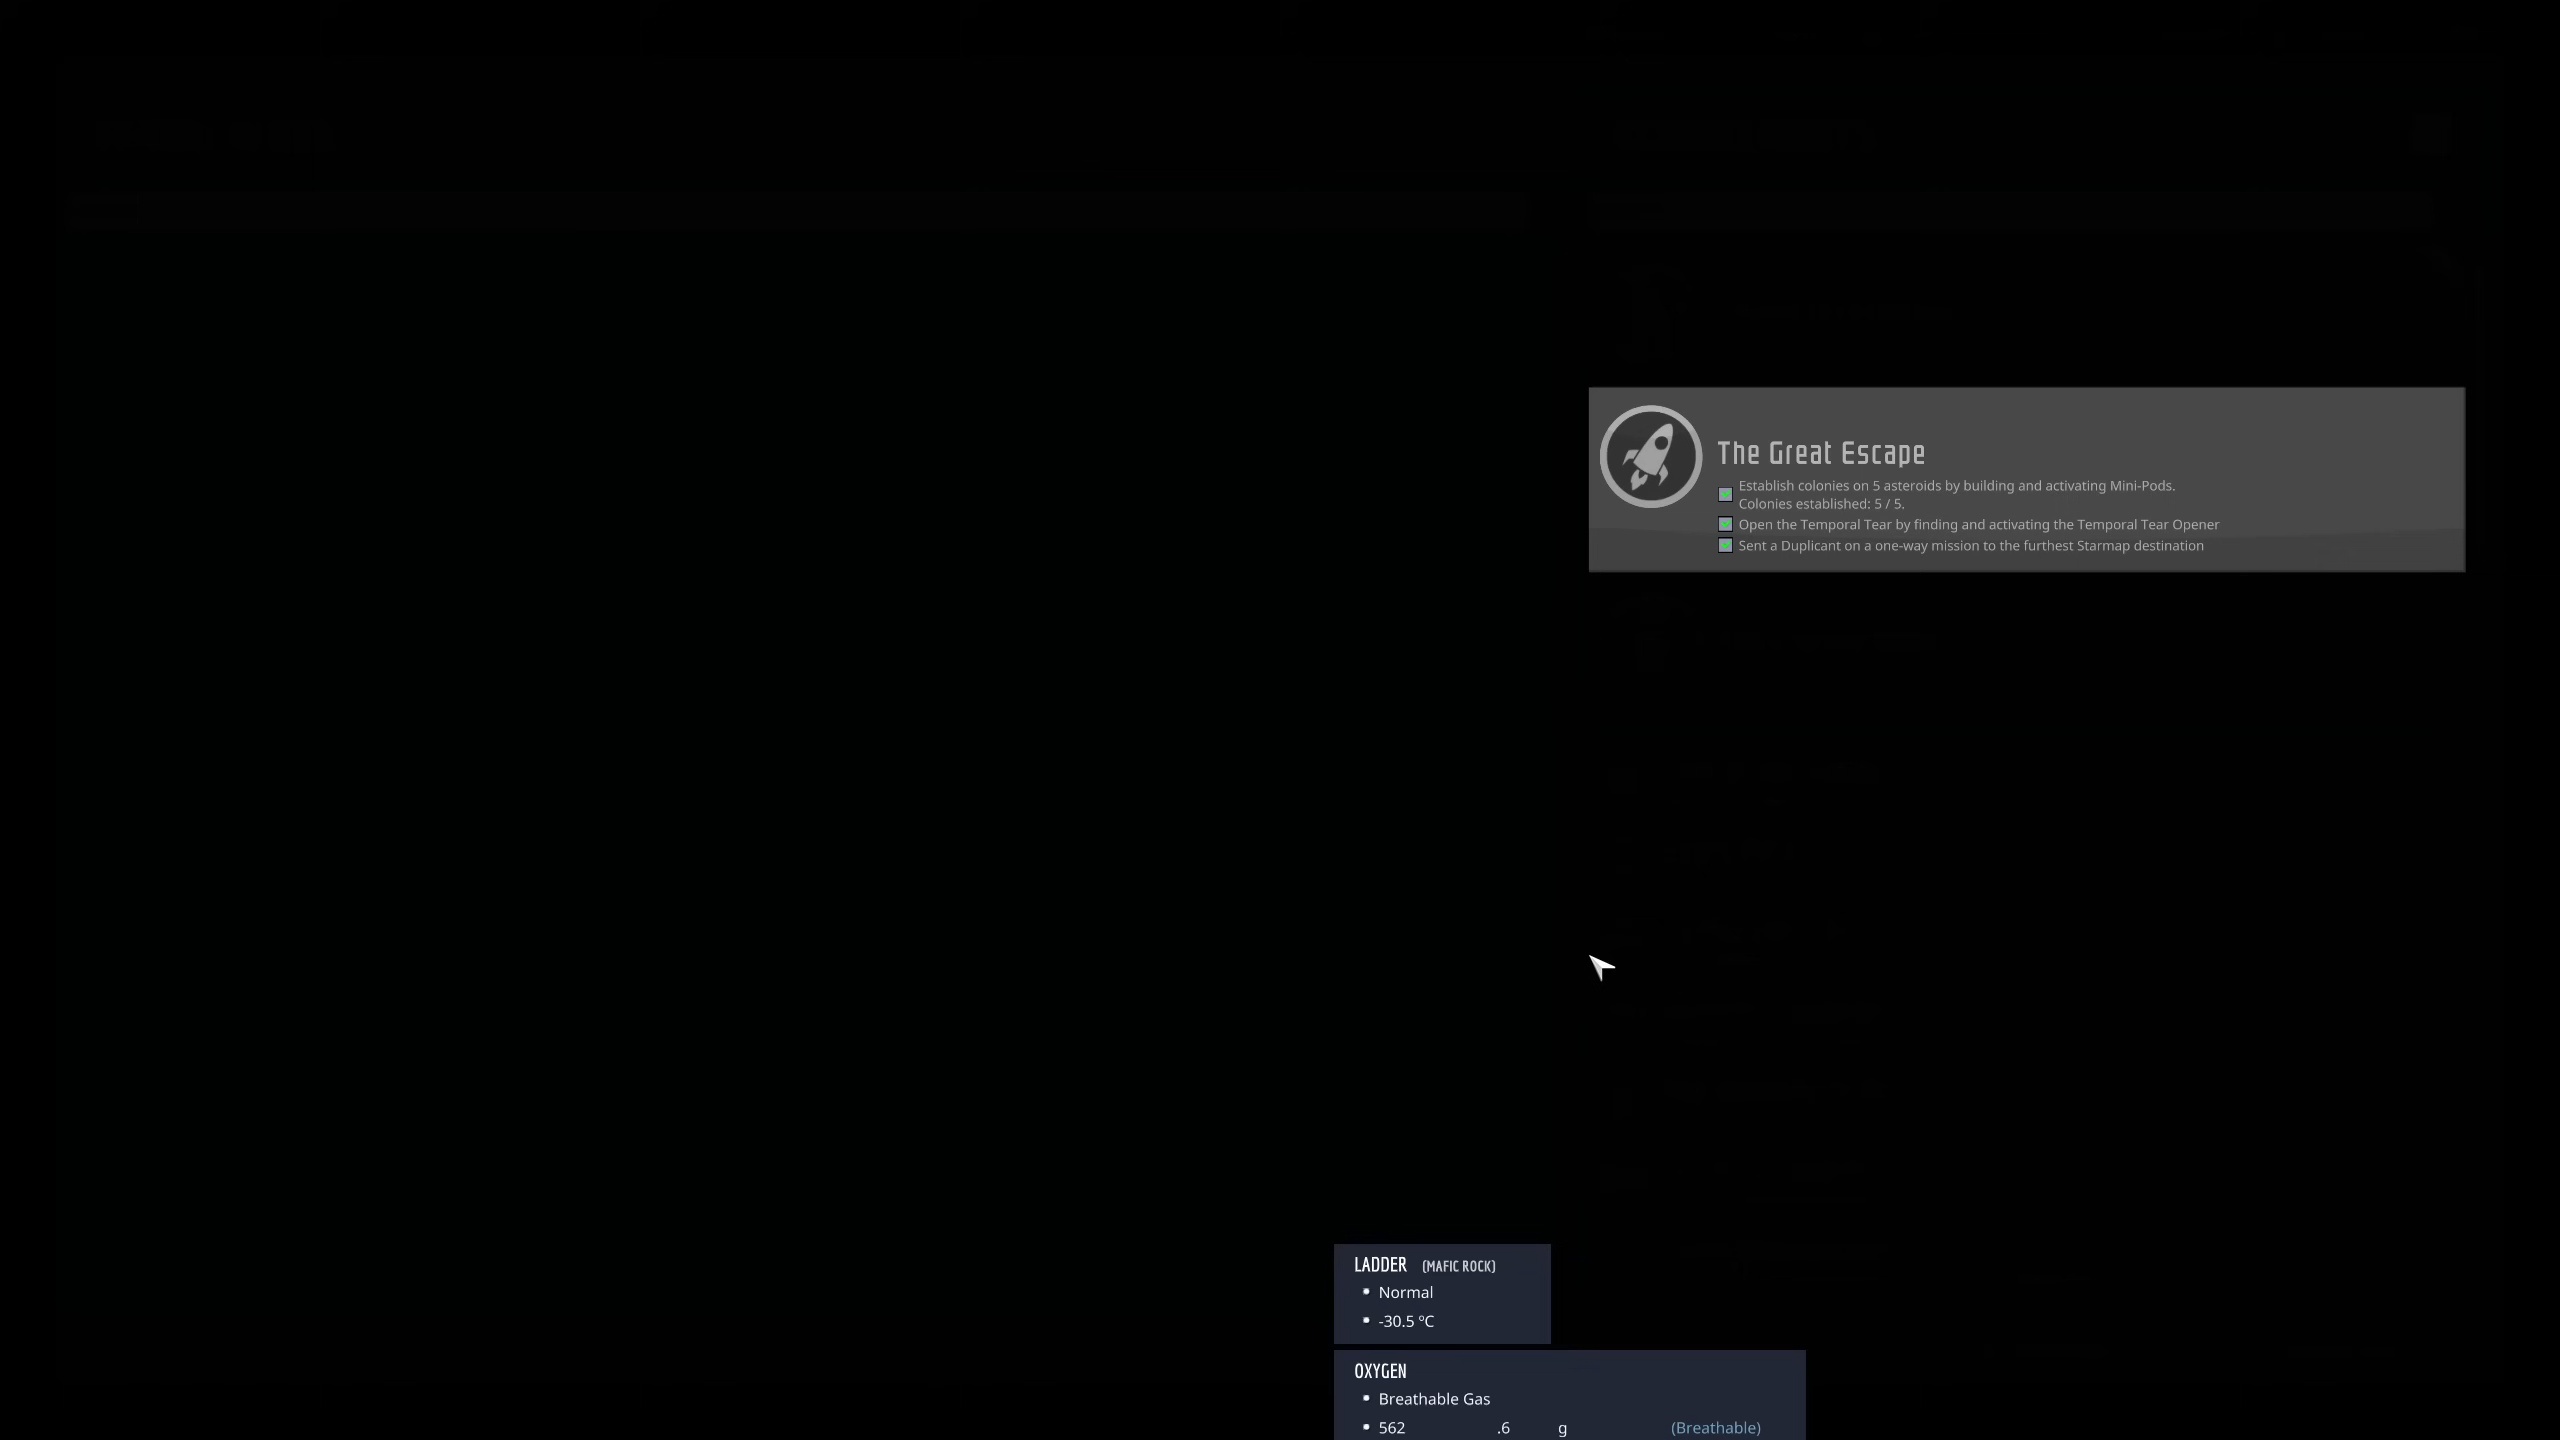 The Great Escape
Establish colonies on 5 asteroids by building and activating Mini-Pods.
Colonies established: 5 / 5.
Open the Temporal Tear by finding and activating the Temporal Tear Opener
Sent a Duplicant on a one-way mission to the furthest Starmap destination
LADDER (MAFIC ROCK)
Normal
-30.5 ºC
OXYGEN
Breathable Gas
562 .6 g (Breathable)